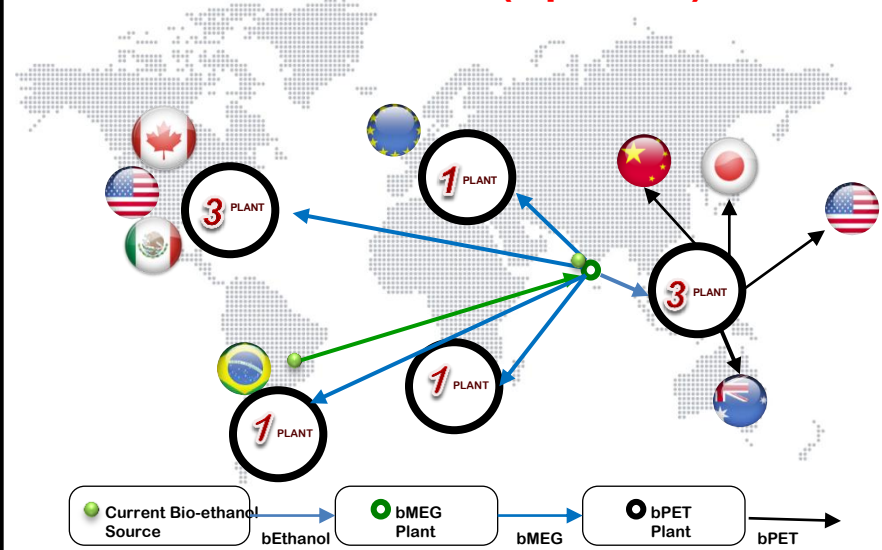 3 PLANT
1 PLANT
3 PLANT
1 PLANT
1 PLANT
Current Bio-ethanol
Source
bEthanol
bMEG
Plant
bMEG
bPET
Plant
bPET